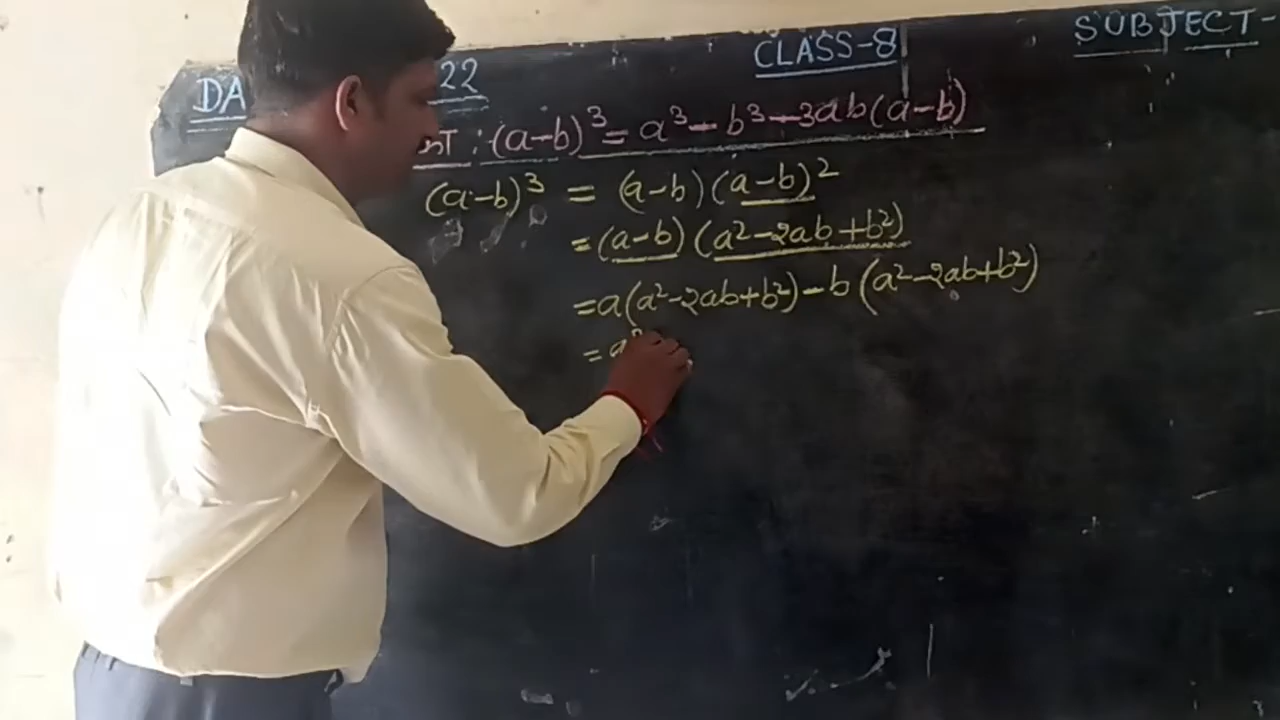 DA 22 CLASS-8 SUBJECT-
: (a-b)³ = a³ - b³ - 3ab(a-b)
(a-b)³ = (a-b)(a-b)²
= (a-b) (a²-2ab+b²)
= a(a²-2ab+b²) - b(a²-2ab+b²)
= a